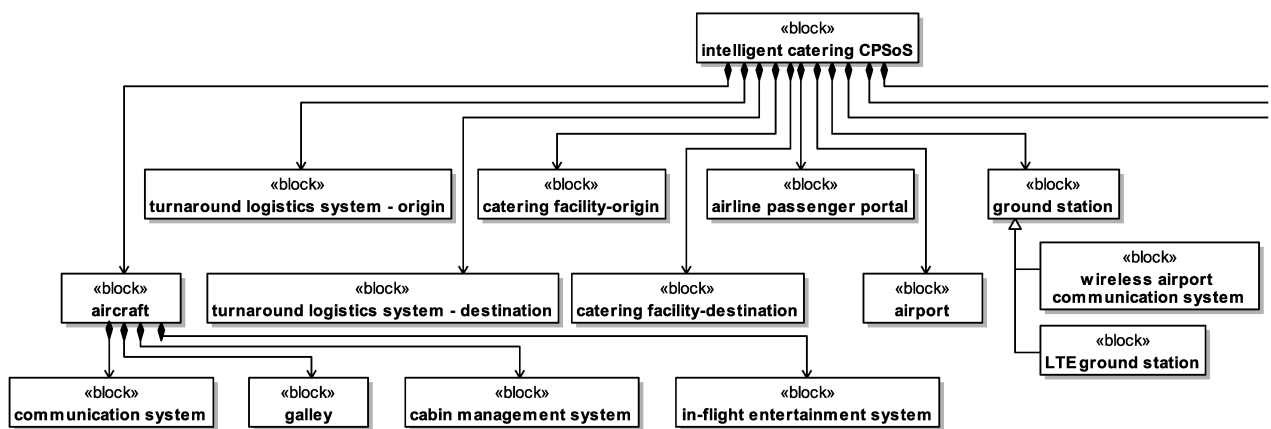 «block»
intelligent catering CPSoS
«block»
turnaround logistics system - origin
«block»
catering facility-origin
«block»
airline passenger portal
«block»
ground station
«block»
wireless airport
communication system
«block»
aircraft
«block»
turnaround logistics system - destination
«block»
catering facility-destination
«block»
airport
«block»
LTE ground station
«block»
communication system
«block»
galley
«block»
cabin management system
«block»
in-flight entertainment system